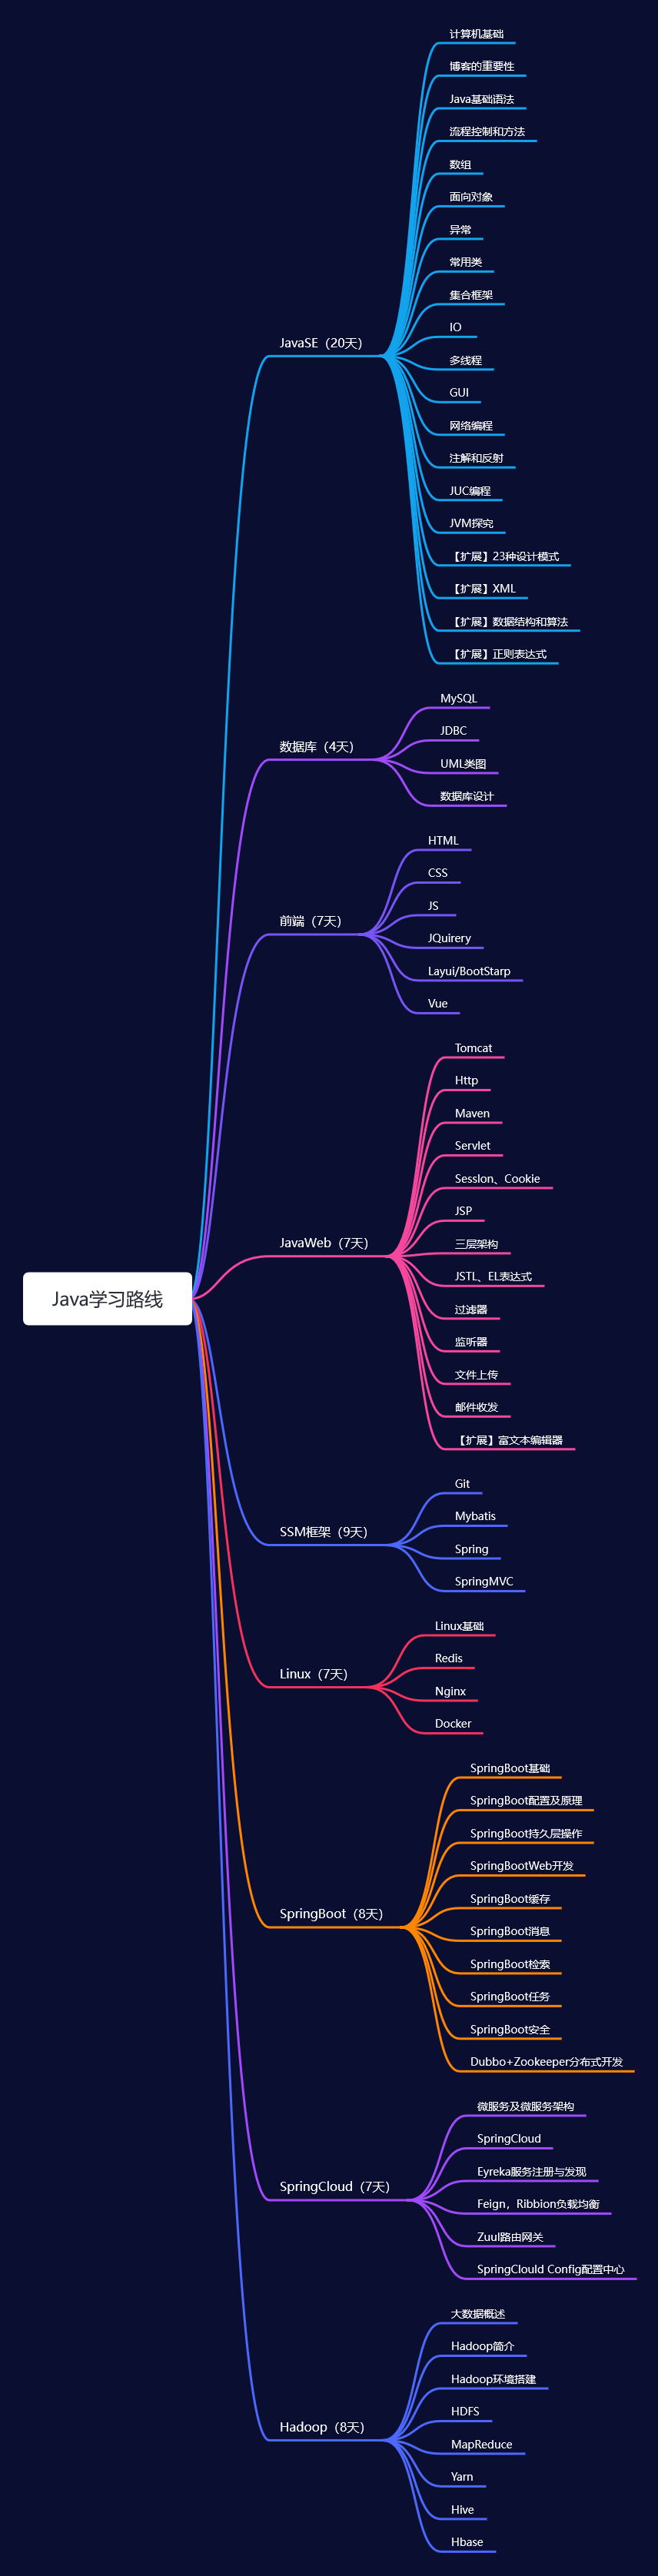 Java学习路线
JavaSE（20天）
计算机基础
博客的重要性
Java基础语法
流程控制和方法
数组
面向对象
异常
常用类
集合框架
IO
多线程
GUI
网络编程
注解和反射
JUC编程
JVM探究
【扩展】23种设计模式
【扩展】XML
【扩展】数据结构和算法
【扩展】正则表达式
数据库（4天）
MySQL
JDBC
UML类图
数据库设计
前端（7天）
HTML
CSS
JS
JQuirery
Layui/BootStarp
Vue
JavaWeb（7天）
Tomcat
Http
Maven
Servlet
Sesslon、Cookie
JSP
三层架构
JSTL、EL表达式
过滤器
监听器
文件上传
邮件收发
【扩展】富文本编辑器
SSM框架（9天）
Git
Mybatis
Spring
SpringMVC
Linux（7天）
Linux基础
Redis
Nginx
Docker
SpringBoot（8天）
SpringBoot基础
SpringBoot配置及原理
SpringBoot持久层操作
SpringBootWeb开发
SpringBoot缓存
SpringBoot消息
SpringBoot检索
SpringBoot任务
SpringBoot安全
Dubbo+Zookeeper分布式开发
SpringCloud（7天）
微服务及微服务架构
SpringCloud
Eyreka服务注册与发现
Feign，Ribbion负载均衡
Zuul路由网关
SpringClould Config配置中心
Hadoop（8天）
大数据概述
Hadoop简介
Hadoop环境搭建
HDFS
MapReduce
Yarn
Hive
Hbase